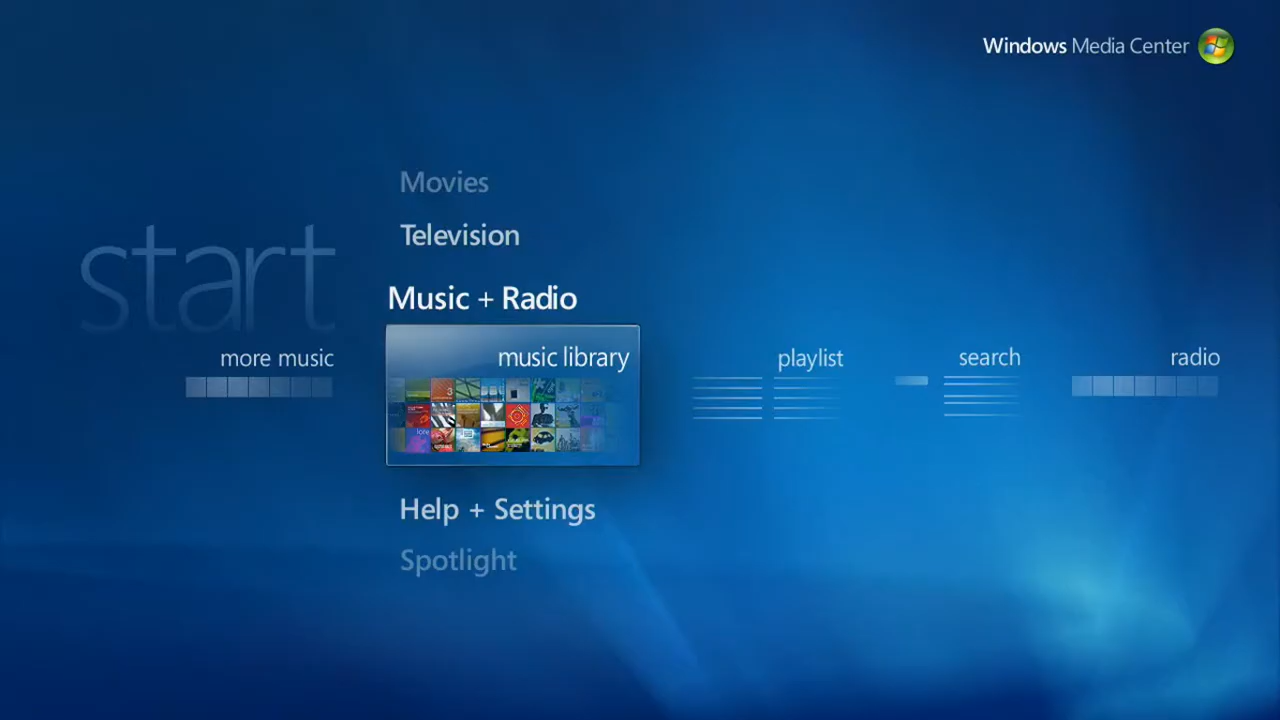 Windows Media Center
Movies
Television
start
Music + Radio
more music
music library
playlist
search
radio
Help + Settings
Spotlight